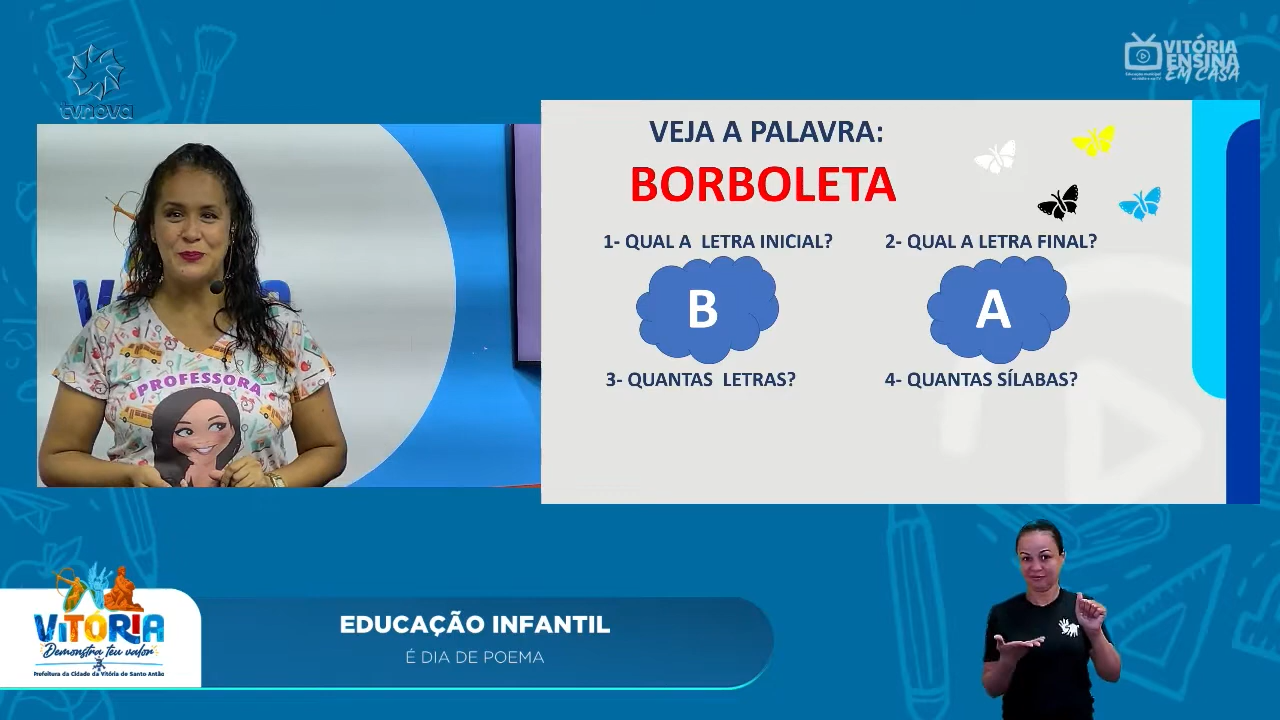 tvnova
VITÓRIA
ENSINA
EM CASA
VEJA A PALAVRA:
BORBOLETA
1- QUAL A LETRA INICIAL?
2- QUAL A LETRA FINAL?
B
A
3- QUANTAS LETRAS?
4- QUANTAS SÍLABAS?
PROFESSORA
VITÓRIA
Demonstra teu valor
Prefeitura da Cidade da Vitória de Santo Antão
EDUCAÇÃO INFANTIL
É DIA DE POEMA